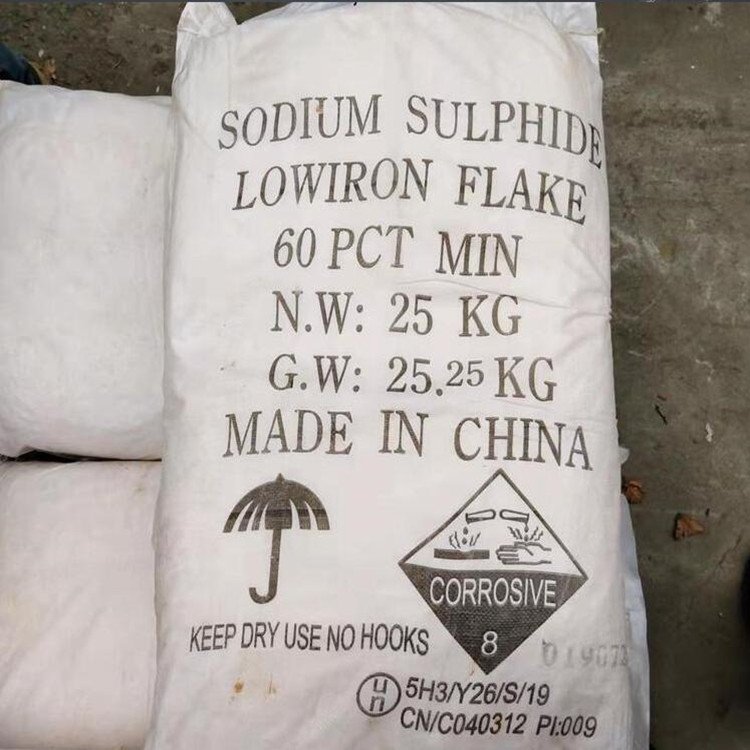 SODIUM SULPHIDE
LOWIRON FLAKE
60 PCT MIN
N.W: 25 KG
G.W: 25.25 KG
MADE IN CHINA
CORROSIVE
8
KEEP DRY USE NO HOOKS
un 5H3/Y26/S/19
CN/C040312 PI:009